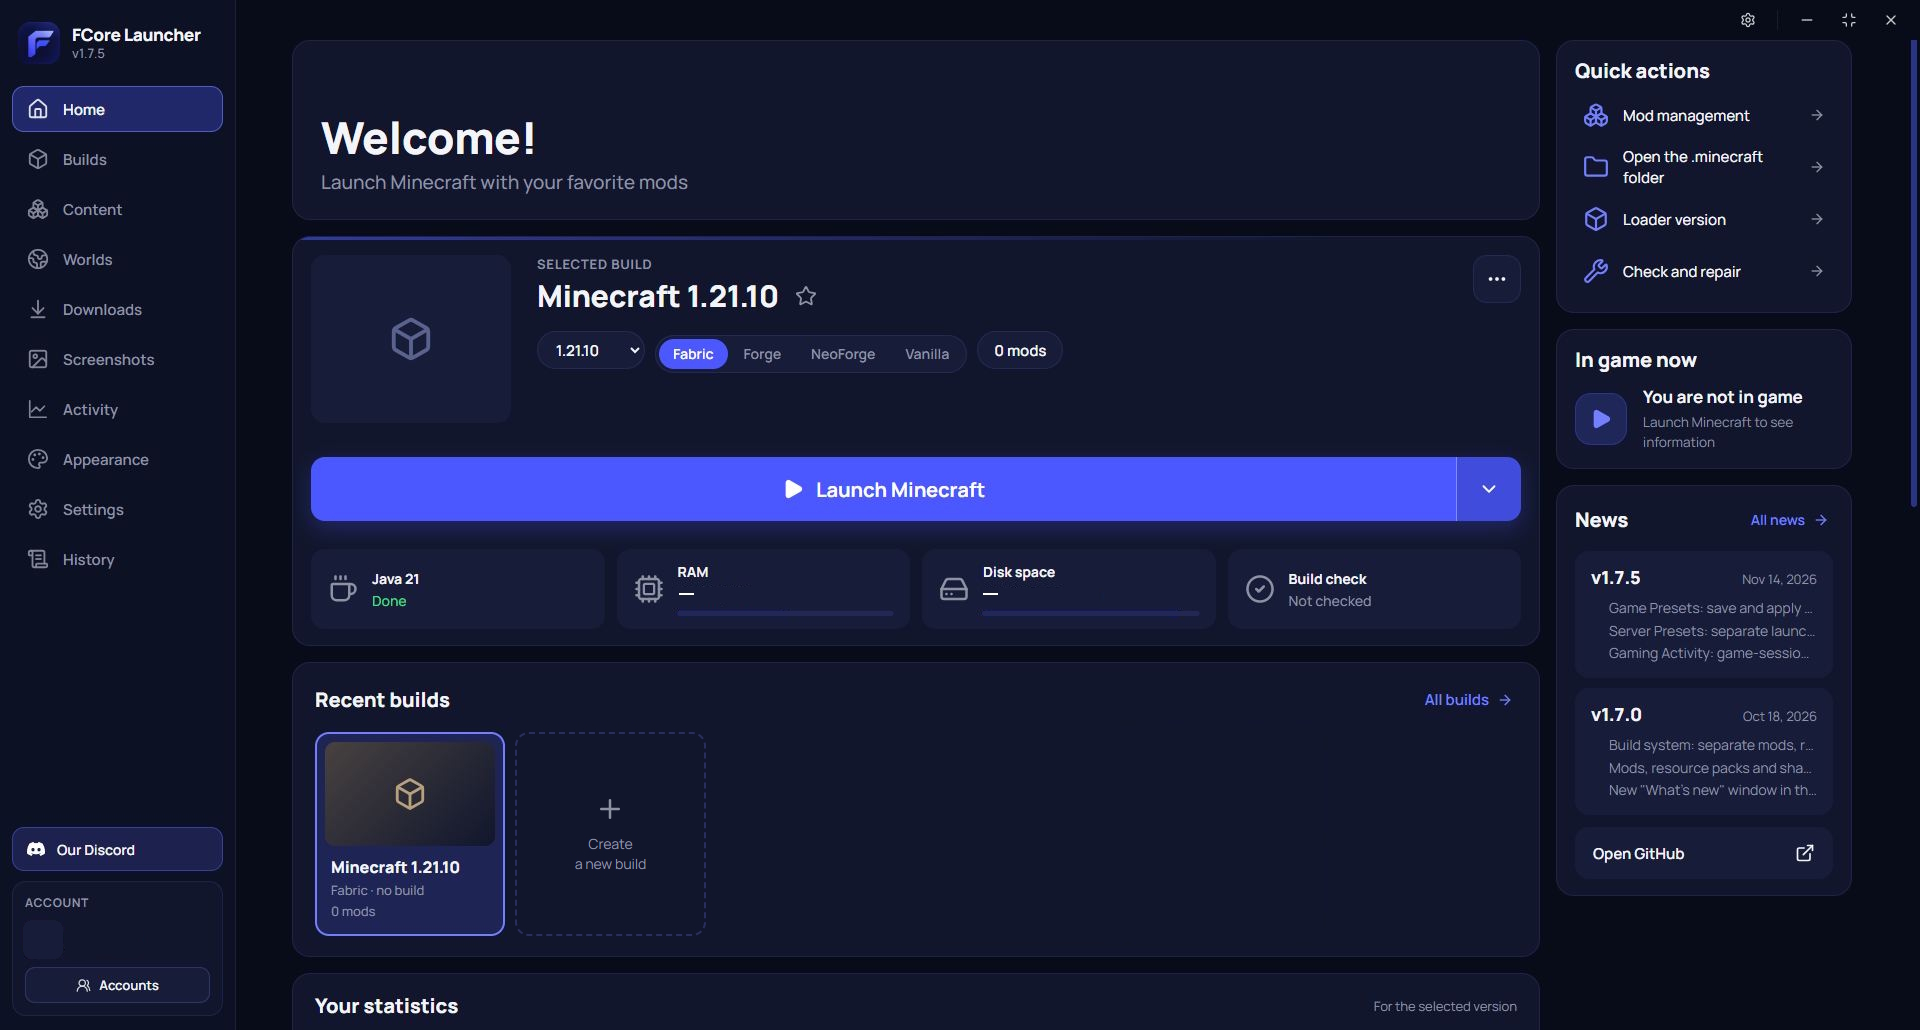 FCore Launcher
v1.7.5
Home
Builds
Content
Worlds
Downloads
Screenshots
Activity
Appearance
Settings
History
Our Discord
ACCOUNT
Accounts
Welcome!
Launch Minecraft with your favorite mods
SELECTED BUILD
Minecraft 1.21.10
1.21.10
Fabric
Forge
NeoForge
Vanilla
0 mods
Launch Minecraft
Java 21
Done
RAM
—
Disk space
—
Build check
Not checked
Recent builds
All builds
Minecraft 1.21.10
Fabric · no build
0 mods
Create
a new build
Your statistics
For the selected version
Quick actions
Mod management
Open the .minecraft
folder
Loader version
Check and repair
In game now
You are not in game
Launch Minecraft to see
information
News
All news
v1.7.5
Nov 14, 2026
Game Presets: save and apply ...
Server Presets: separate launc...
Gaming Activity: game-sessio...
v1.7.0
Oct 18, 2026
Build system: separate mods, r...
Mods, resource packs and sha...
New "What's new" window in th...
Open GitHub